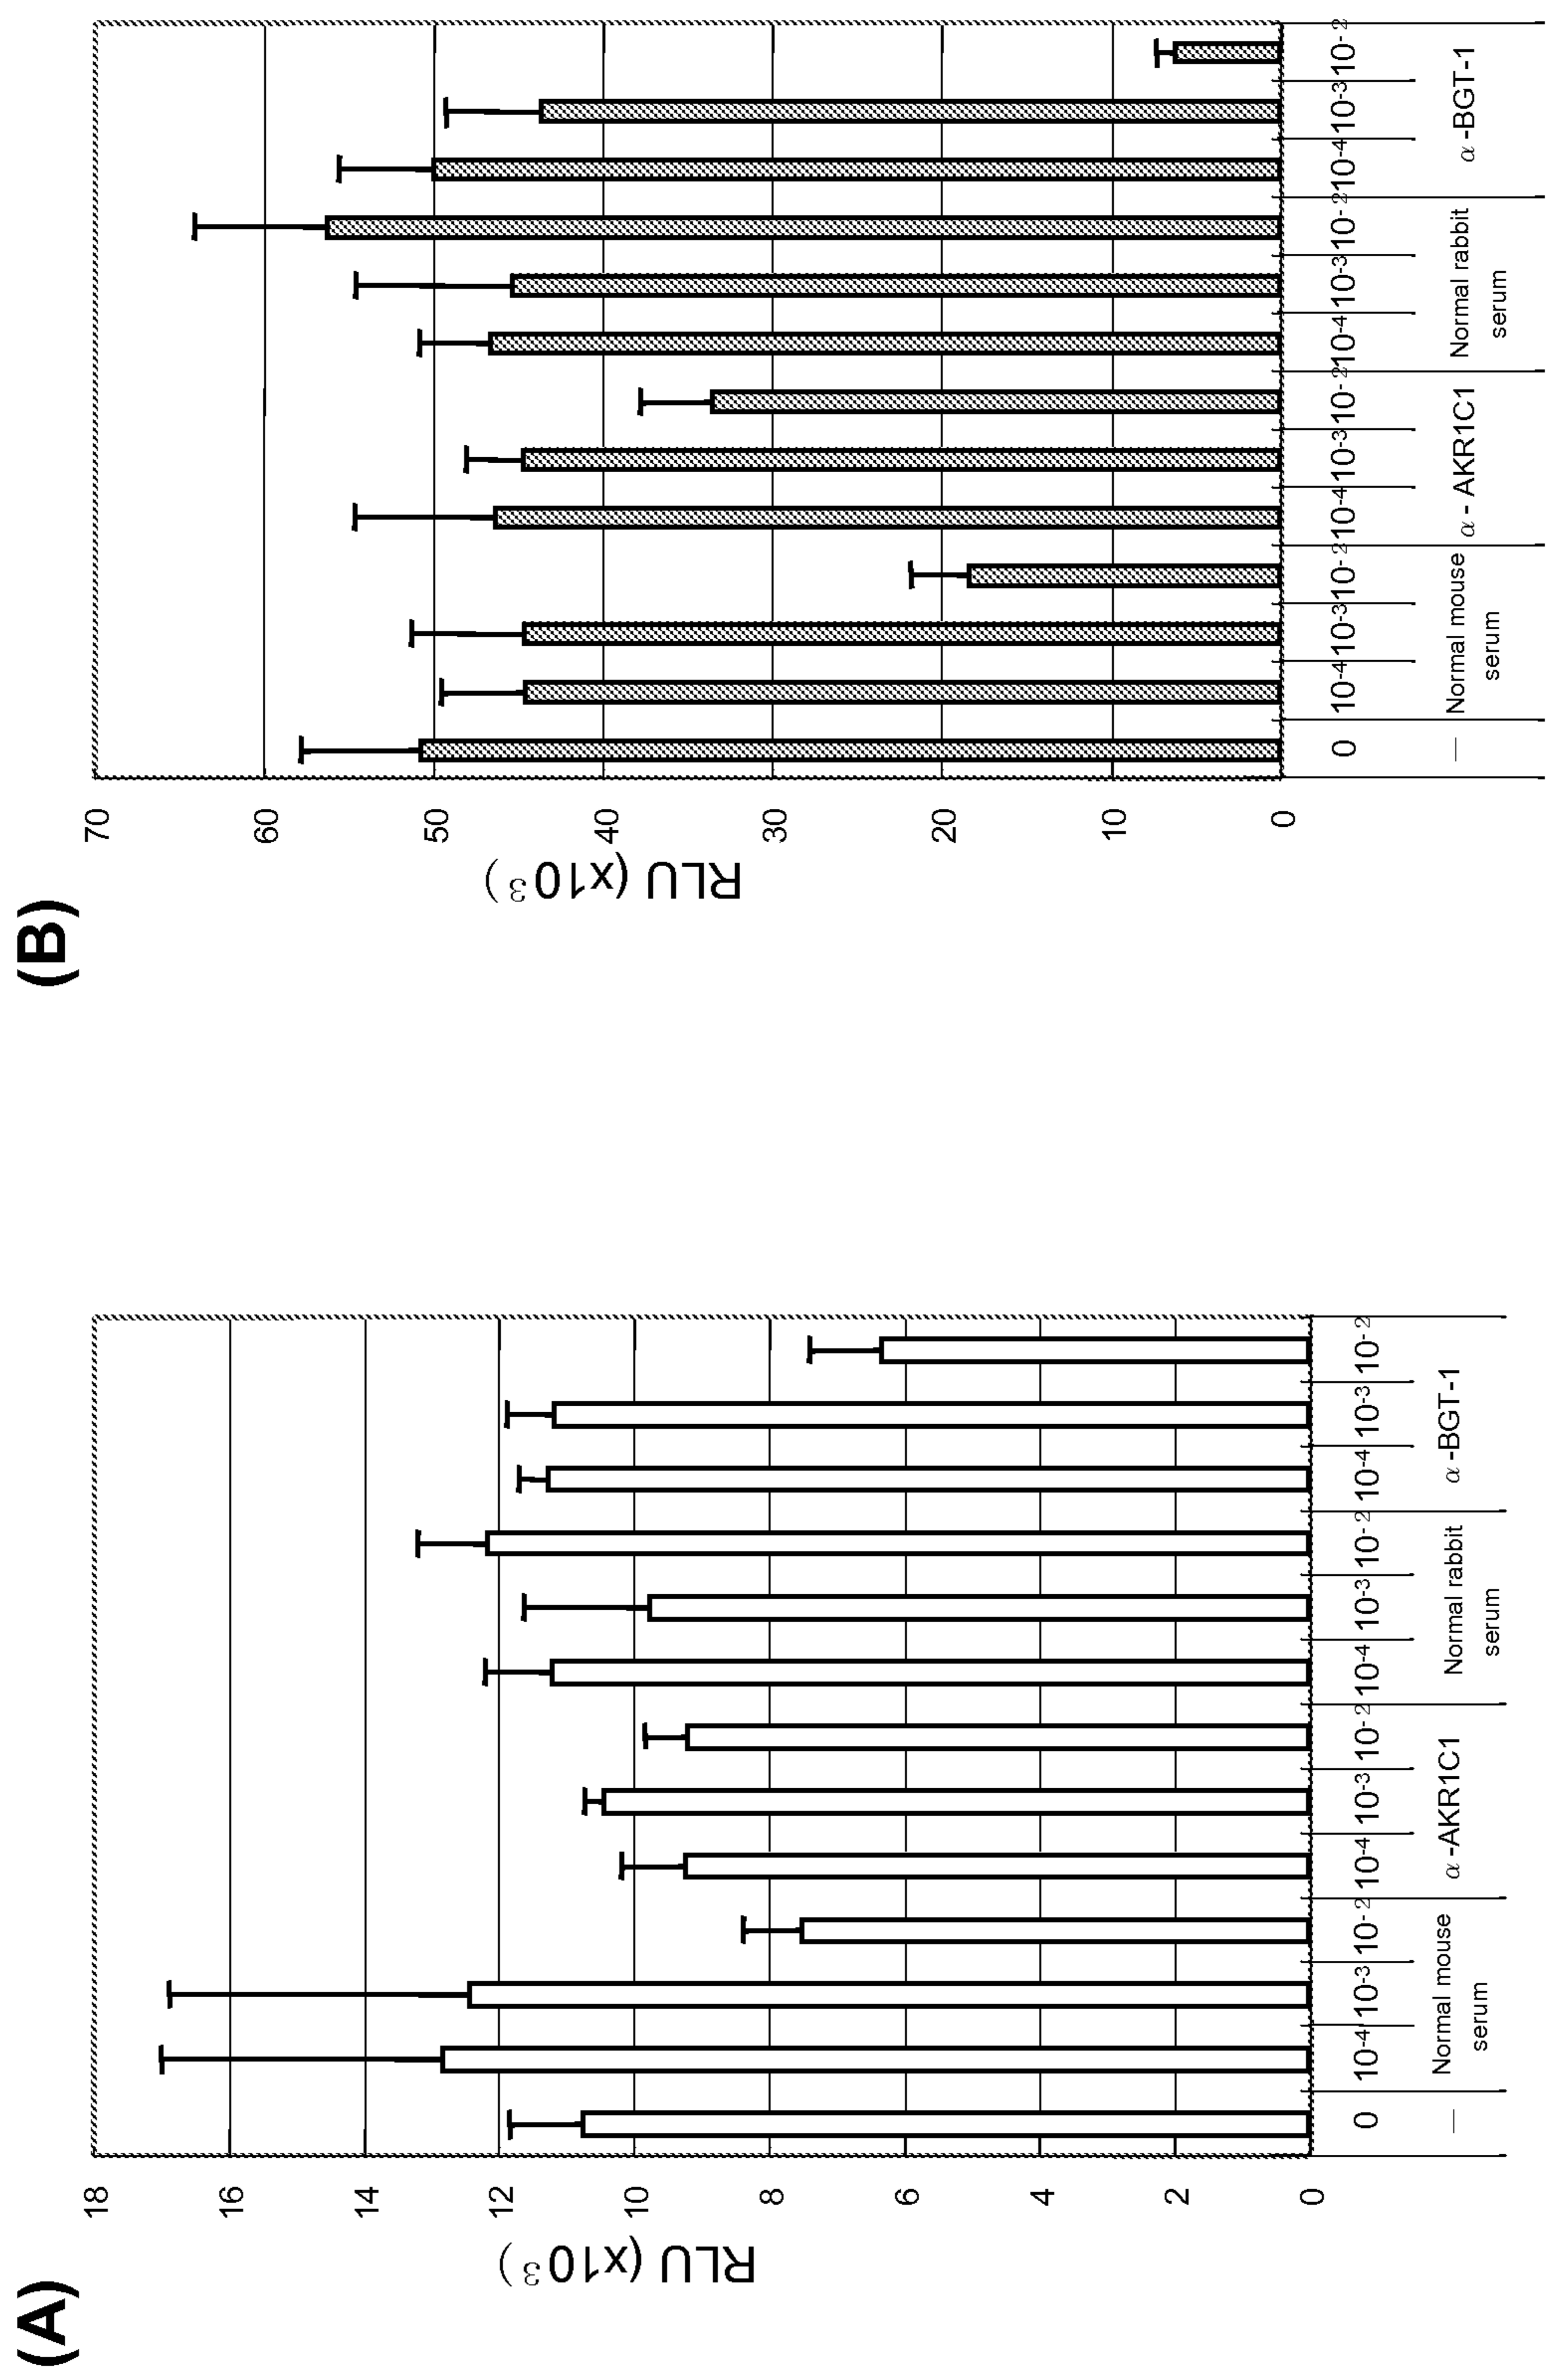 (A)
RLU (x10³)
18
16
14
12
10
8
6
4
2
0
0 10-4 10-3 10-2 10-4 10-3 10-2 10-4 10-3 10-2 10-4 10-3 10-2
— Normal mouse serum α-AKR1C1 Normal rabbit serum α-BGT-1
(B)
RLU (x10³)
70
60
50
40
30
20
10
0
0 10-4 10-3 10-2 10-4 10-3 10-2 10-4 10-3 10-2 10-4 10-3 10-2
— Normal mouse serum α- AKR1C1 Normal rabbit serum α-BGT-1